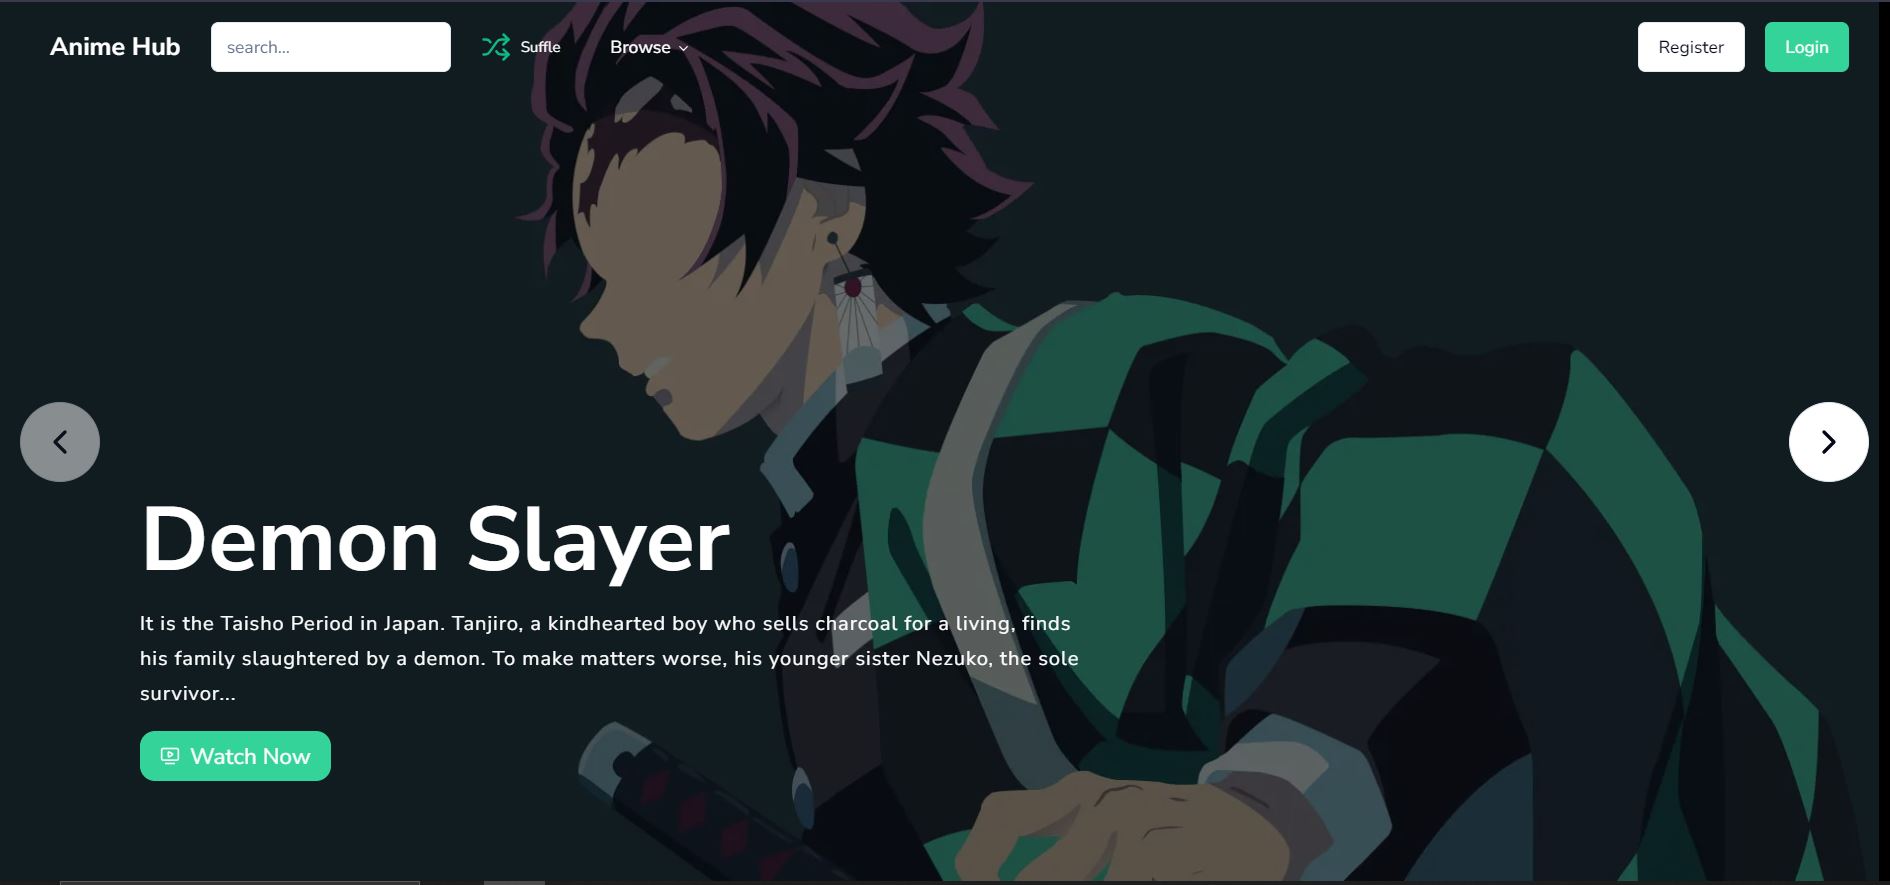 Anime Hub
search...
Suffle
Browse
Register
Login
Demon Slayer
It is the Taisho Period in Japan. Tanjiro, a kindhearted boy who sells charcoal for a living, finds
his family slaughtered by a demon. To make matters worse, his younger sister Nezuko, the sole
survivor...
Watch Now